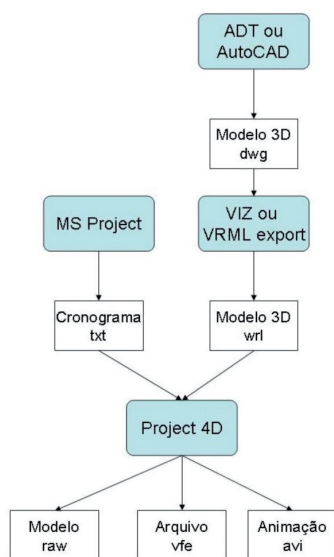 ADT ou
AutoCAD
Modelo 3D
dwg
MS Project
VIZ ou
VRML export
Cronograma
txt
Modelo 3D
wrl
Project 4D
Modelo
raw
Arquivo
vfe
Animação
avi